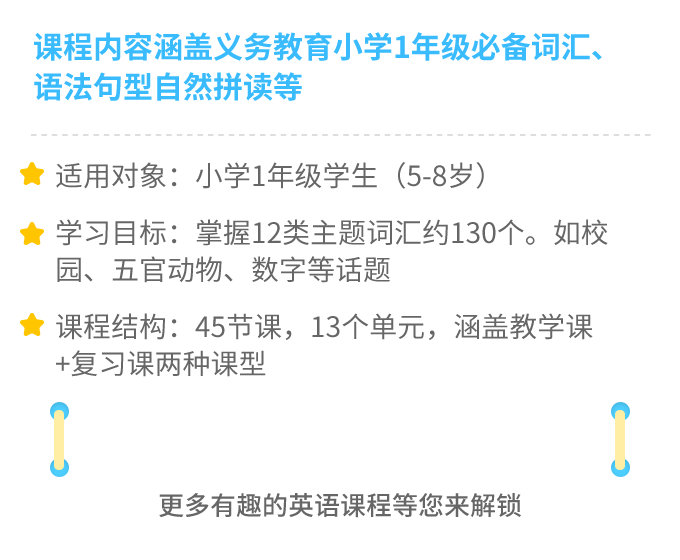 课程内容涵盖义务教育小学1年级必备词汇、
语法句型自然拼读等
适用对象：小学1年级学生（5-8岁）
学习目标：掌握12类主题词汇约130个。如校
园、五官动物、数字等话题
课程结构：45节课，13个单元，涵盖教学课
+复习课两种课型
更多有趣的英语课程等您来解锁